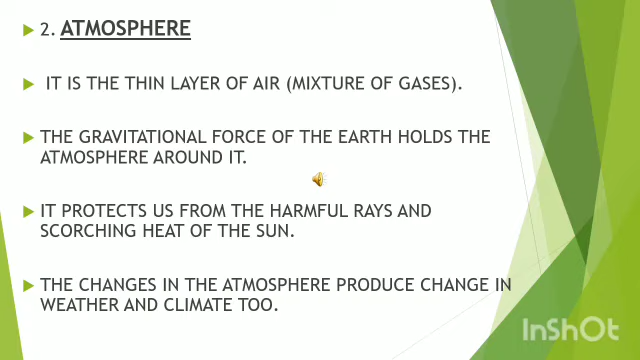 2. ATMOSPHERE
IT IS THE THIN LAYER OF AIR (MIXTURE OF GASES).
THE GRAVITATIONAL FORCE OF THE EARTH HOLDS THE
ATMOSPHERE AROUND IT.
IT PROTECTS US FROM THE HARMFUL RAYS AND
SCORCHING HEAT OF THE SUN.
THE CHANGES IN THE ATMOSPHERE PRODUCE CHANGE IN
WEATHER AND CLIMATE TOO.
InShOt